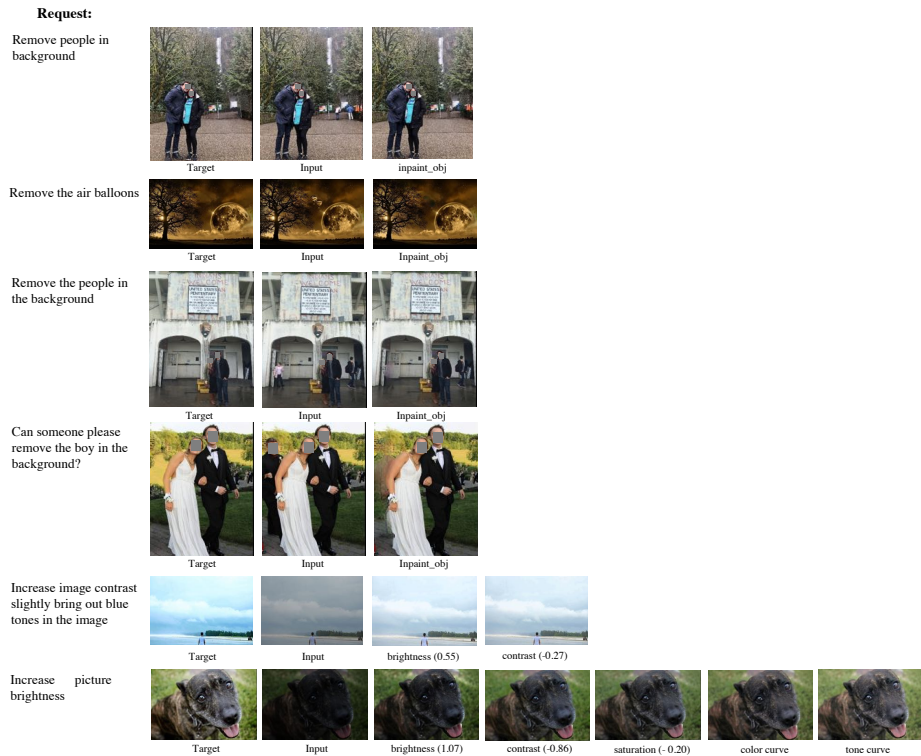 Request:
Remove people in
background
Target
Input
inpaint_obj
Remove the air balloons
Target
Input
Inpaint_obj
Remove the people in
the background
UNITED STATES
PENITENTIARY
Target
Input
Inpaint_obj
Can someone please
remove the boy in the
background?
Target
Input
Inpaint_obj
Increase image contrast
slightly bring out blue
tones in the image
Target
Input
brightness (0.55)
contrast (-0.27)
Increase picture
brightness
Target
Input
brightness (1.07)
contrast (-0.86)
saturation (- 0.20)
color curve
tone curve